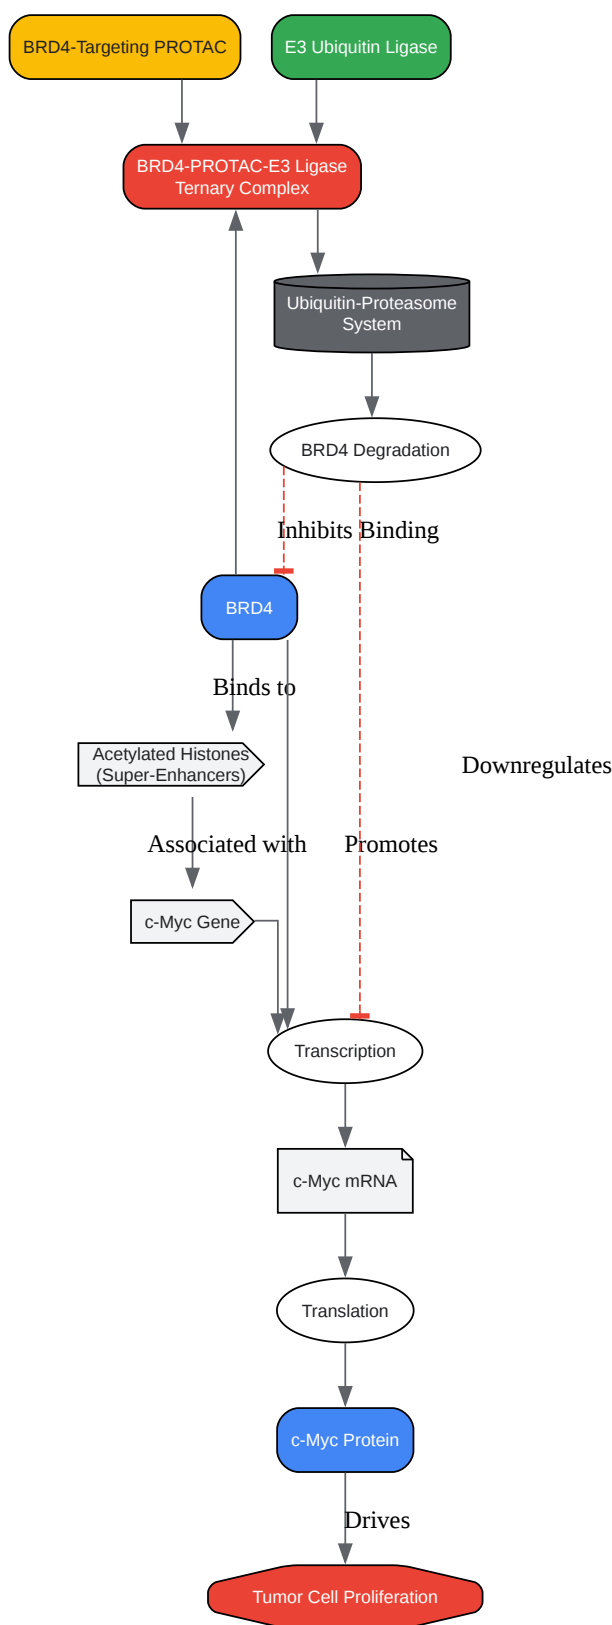 BRD4-Targeting PROTAC
E3 Ubiquitin Ligase
BRD4-PROTAC-E3 Ligase
Ternary Complex
Ubiquitin-Proteasome
System
BRD4 Degradation
Inhibits Binding
BRD4
Binds to
Acetylated Histones
(Super-Enhancers)
Downregulates
Associated with
Promotes
c-Myc Gene
Transcription
c-Myc mRNA
Translation
c-Myc Protein
Drives
Tumor Cell Proliferation